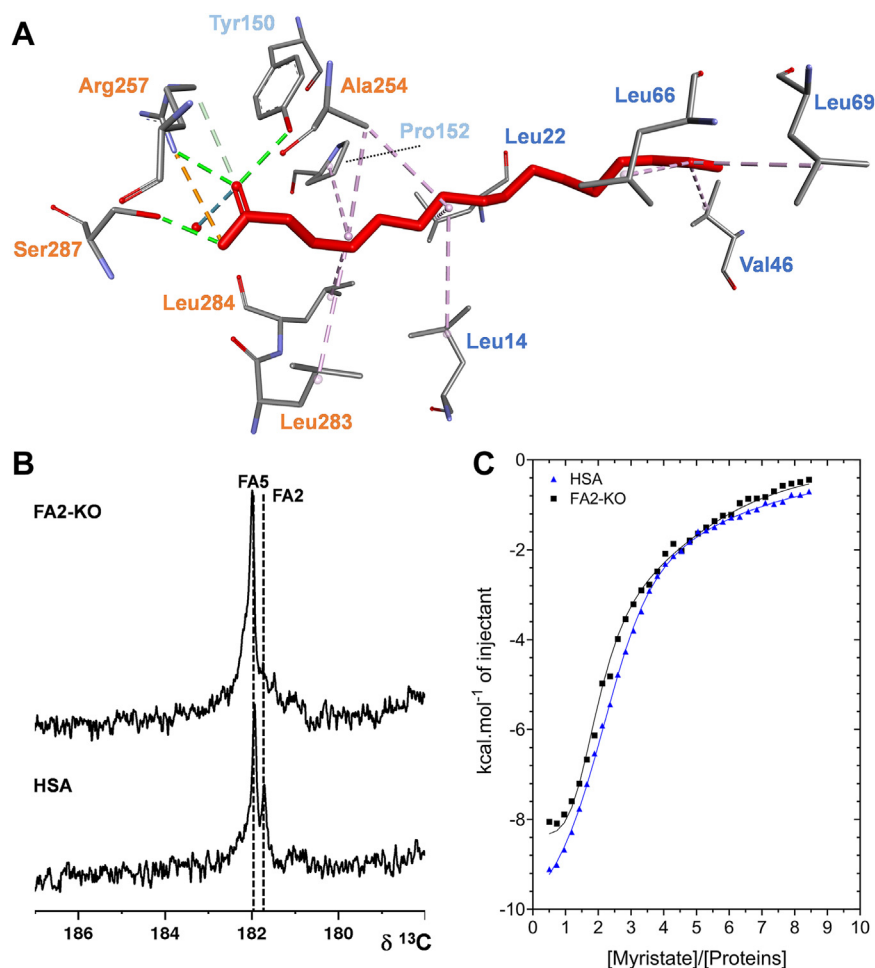 A
Tyr150
Arg257
Ala254
Leu66
Leu69
Pro152
Leu22
Ser287
Val46
Leu284
Leu14
Leu283
B
FA5
FA2
FA2-KO
HSA
186 184 182 180
δ ¹³C
C
HSA
FA2-KO
0
-2
-4
-6
-8
-10
kcal.mol⁻¹ of injectant
0 1 2 3 4 5 6 7 8 9 10
[Myristate]/[Proteins]